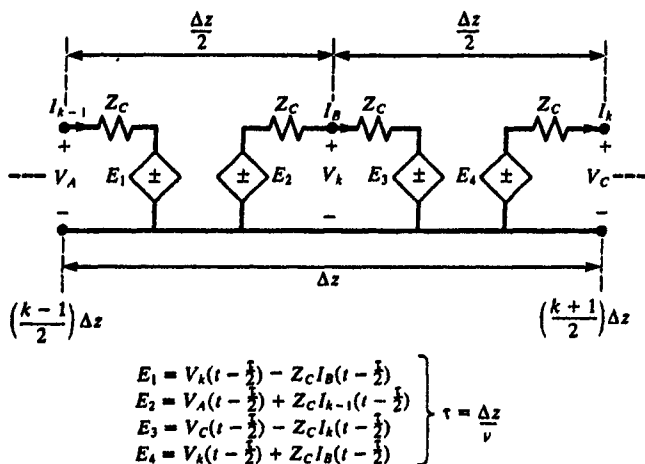 Δz/2 Δz/2
I_{k-1} Z_C Z_C I_B Z_C Z_C I_k
+ + +
V_A E_1 ± ± E_2 V_k E_3 ± E_4 ± V_C
− − −
Δz
((k − 1)/2) Δz ((k + 1)/2) Δz
E_1 = V_k(t − τ/2) − Z_C I_B(t − τ/2)
E_2 = V_A(t − τ/2) + Z_C I_{k−1}(t − τ/2)
E_3 = V_C(t − τ/2) − Z_C I_k(t − τ/2)
E_4 = V_k(t − τ/2) + Z_C I_B(t − τ/2)
τ = Δz/ν